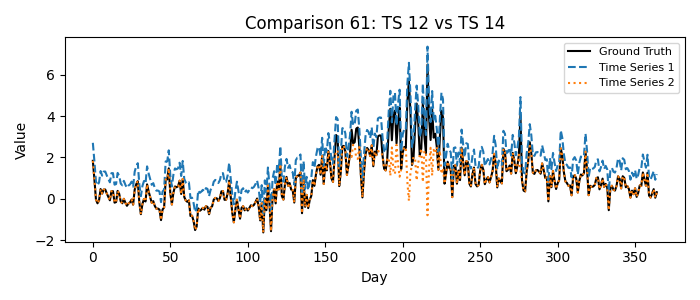 Comparison 61: TS 12 vs TS 14
Ground Truth
Time Series 1
Time Series 2
Value
6
4
2
0
−2
0
50
100
150
200
250
300
350
Day